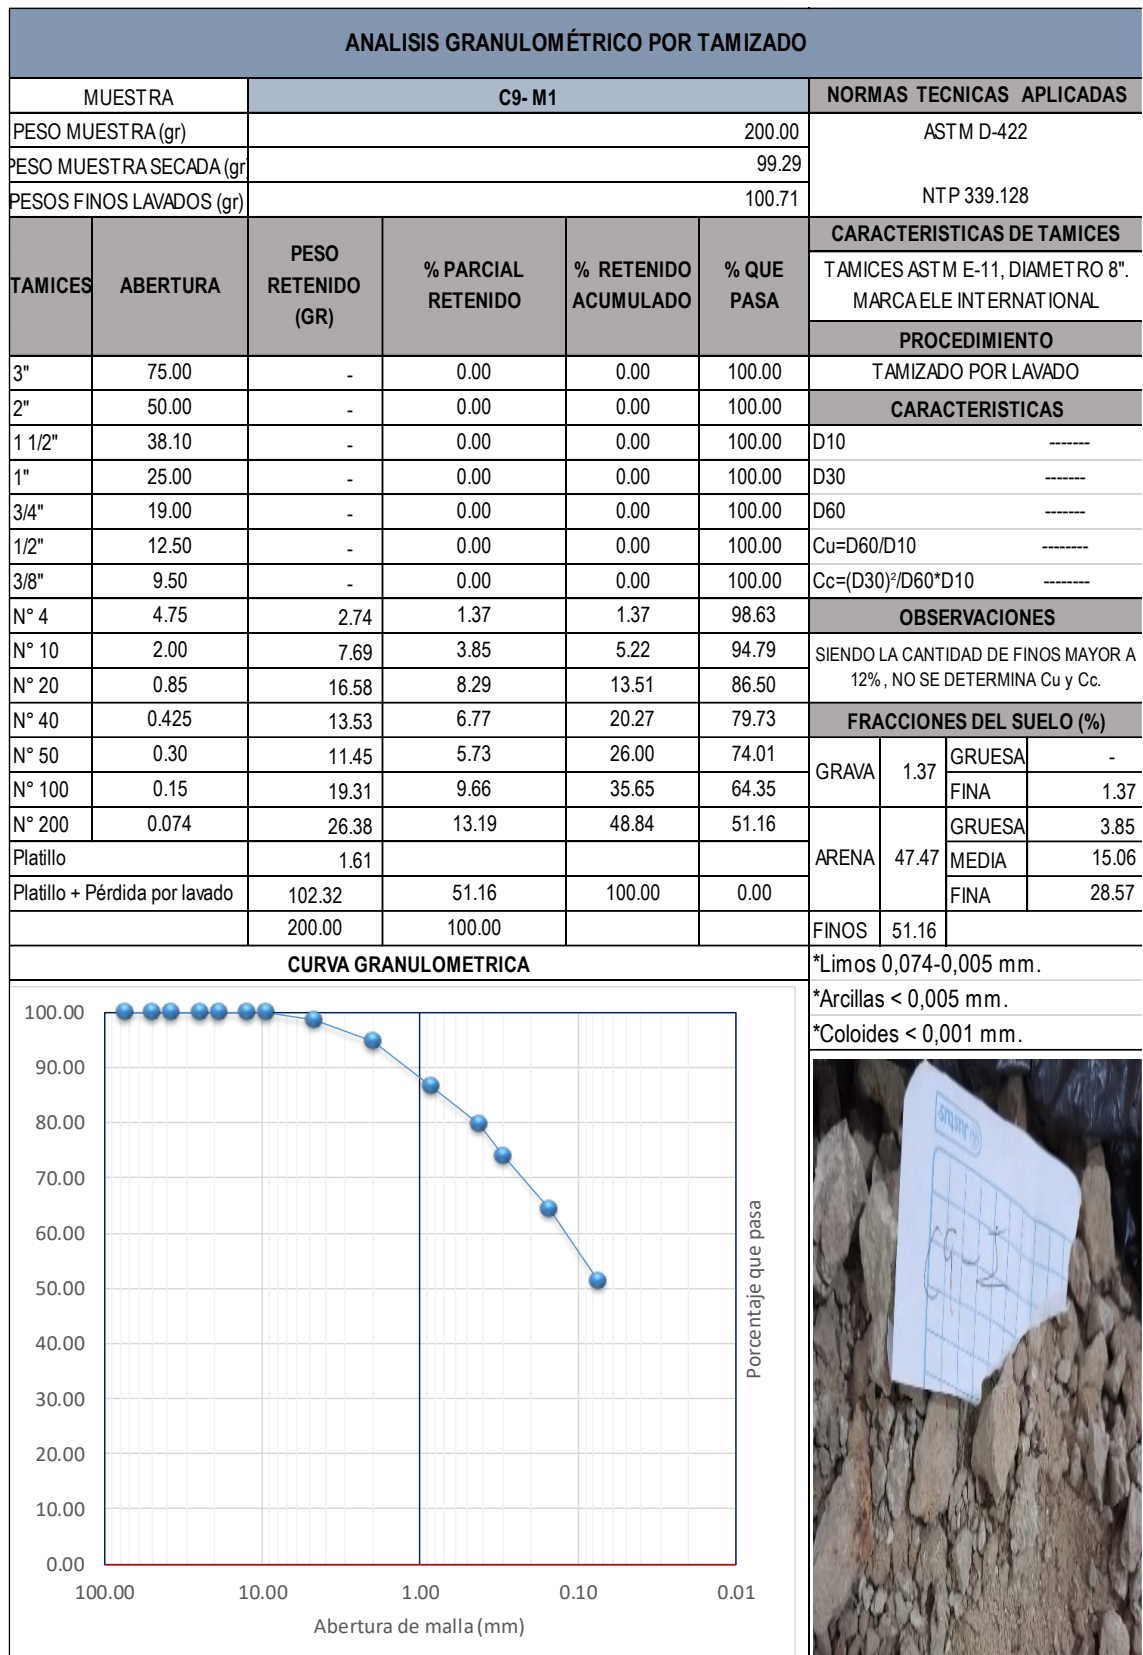 ANALISIS GRANULOMÉTRICO POR TAMIZADO
MUESTRA C9- M1 NORMAS TECNICAS APLICADAS
PESO MUESTRA (gr) 200.00 ASTM D-422
PESO MUESTRA SECADA (gr) 99.29
PESOS FINOS LAVADOS (gr) 100.71 NTP 339.128
TAMICES ABERTURA PESO RETENIDO (GR) % PARCIAL RETENIDO % RETENIDO ACUMULADO % QUE PASA
CARACTERISTICAS DE TAMICES
TAMICES ASTM E-11, DIAMETRO 8".
MARCA ELE INTERNATIONAL
PROCEDIMIENTO
3" 75.00 - 0.00 0.00 100.00 TAMIZADO POR LAVADO
2" 50.00 - 0.00 0.00 100.00 CARACTERISTICAS
1 1/2" 38.10 - 0.00 0.00 100.00 D10 -------
1" 25.00 - 0.00 0.00 100.00 D30 -------
3/4" 19.00 - 0.00 0.00 100.00 D60 -------
1/2" 12.50 - 0.00 0.00 100.00 Cu=D60/D10 --------
3/8" 9.50 - 0.00 0.00 100.00 Cc=(D30)²/D60*D10 --------
N° 4 4.75 2.74 1.37 1.37 98.63 OBSERVACIONES
N° 10 2.00 7.69 3.85 5.22 94.79 SIENDO LA CANTIDAD DE FINOS MAYOR A
N° 20 0.85 16.58 8.29 13.51 86.50 12%, NO SE DETERMINA Cu y Cc.
N° 40 0.425 13.53 6.77 20.27 79.73 FRACCIONES DEL SUELO (%)
N° 50 0.30 11.45 5.73 26.00 74.01 GRAVA 1.37 GRUESA -
N° 100 0.15 19.31 9.66 35.65 64.35 FINA 1.37
N° 200 0.074 26.38 13.19 48.84 51.16 GRUESA 3.85
Platillo 1.61 ARENA 47.47 MEDIA 15.06
Platillo + Pérdida por lavado 102.32 51.16 100.00 0.00 FINA 28.57
200.00 100.00 FINOS 51.16
CURVA GRANULOMETRICA *Limos 0,074-0,005 mm.
*Arcillas < 0,005 mm.
*Coloides < 0,001 mm.
100.00
90.00
80.00
70.00
60.00
50.00
40.00
30.00
20.00
10.00
0.00
100.00 10.00 1.00 0.10 0.01
Abertura de malla (mm)
Porcentaje que pasa
Justus